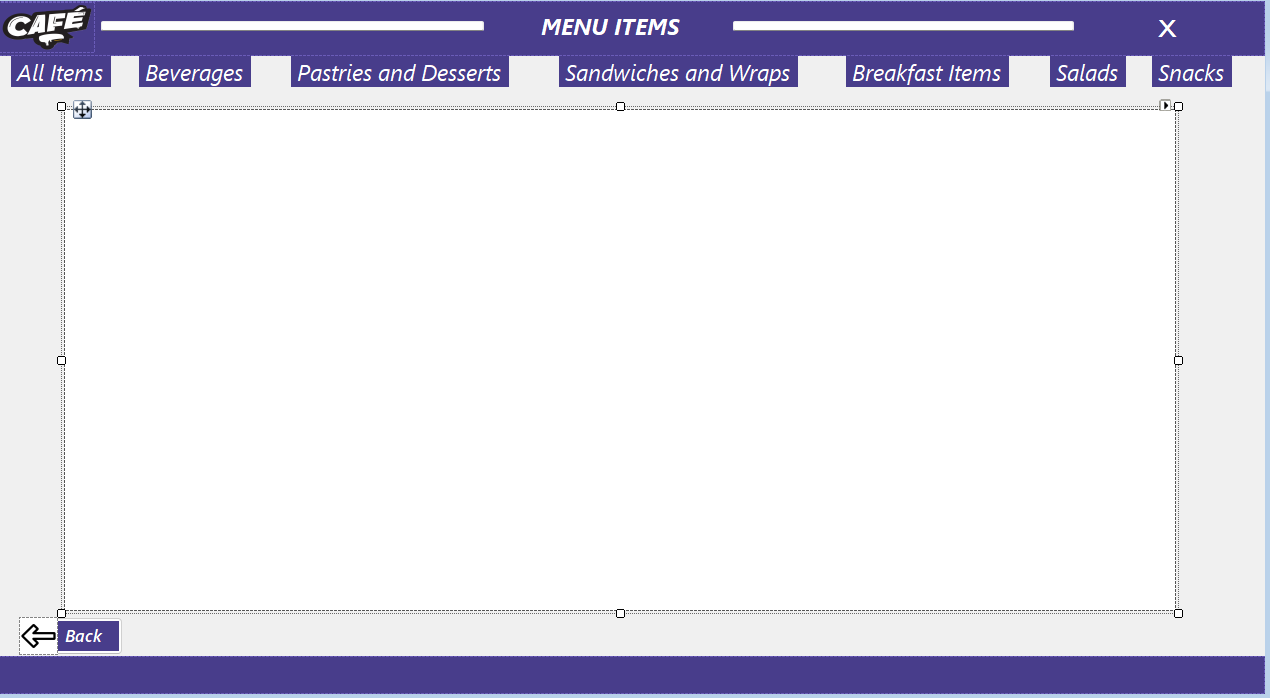 CAFÉ
MENU ITEMS
X
All Items
Beverages
Pastries and Desserts
Sandwiches and Wraps
Breakfast Items
Salads
Snacks
Back